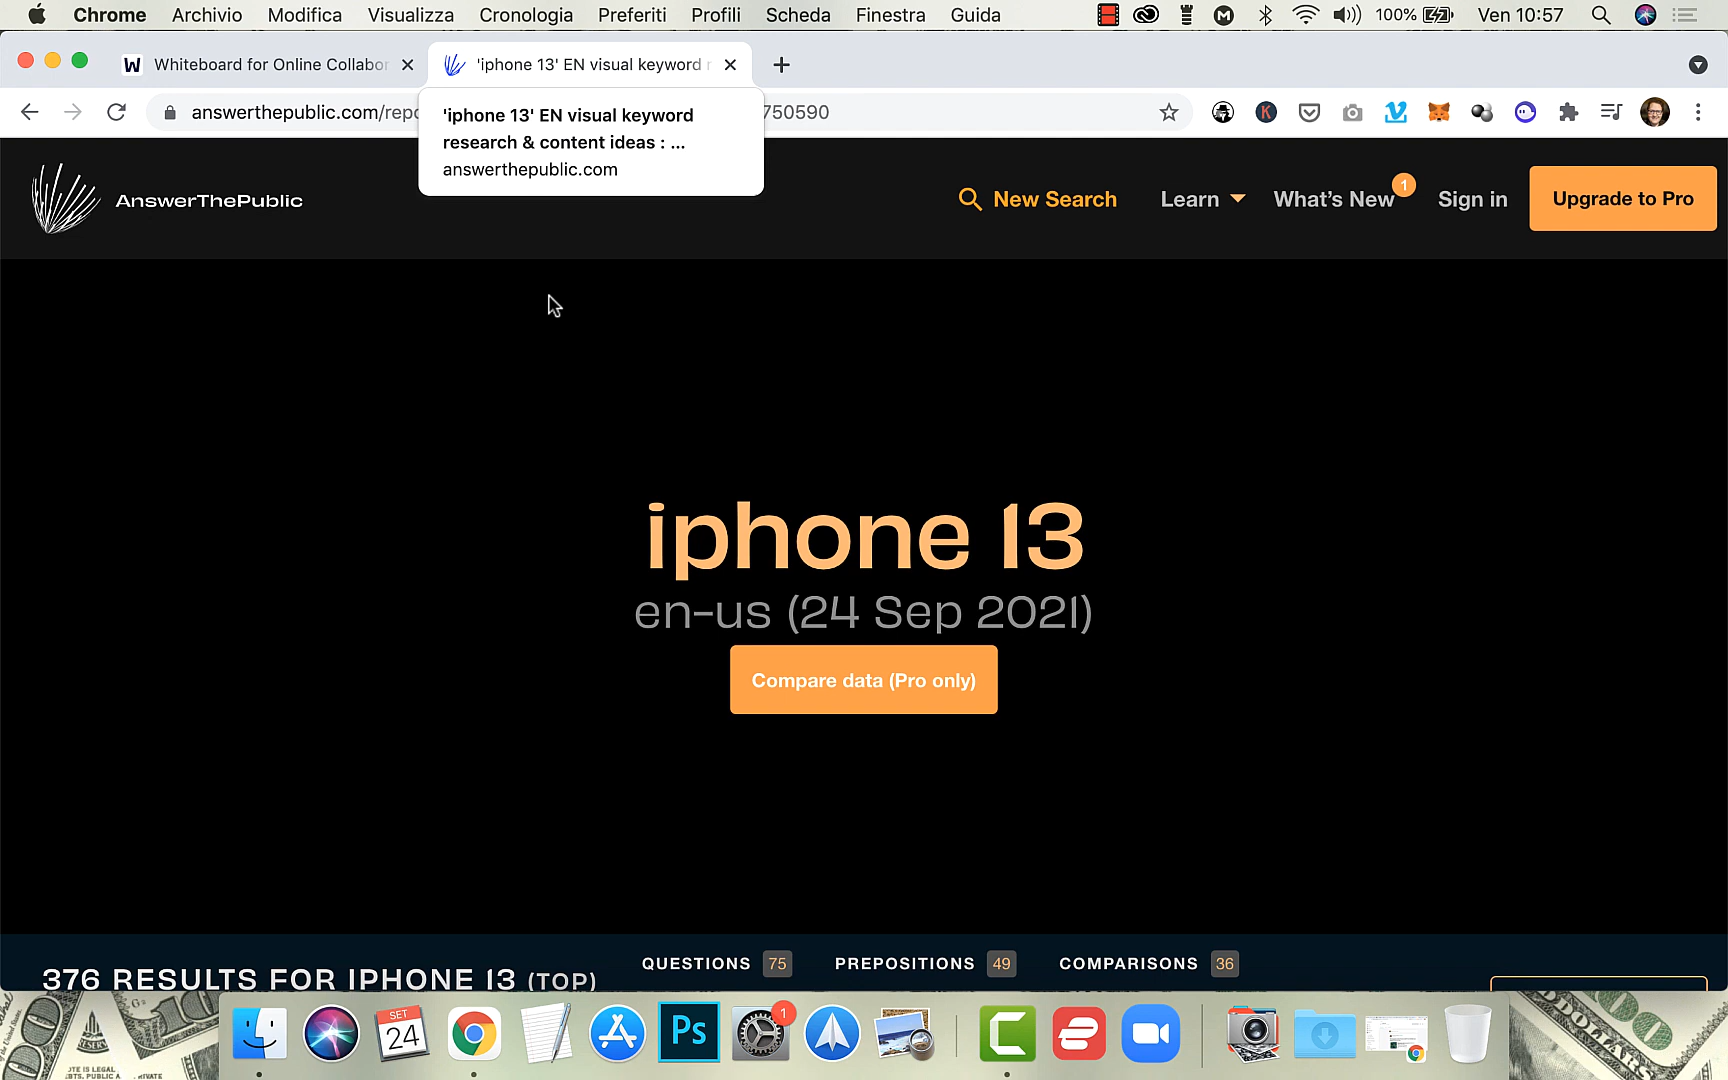 Chrome Archivio Modifica Visualizza Cronologia Preferiti Profili Scheda Finestra Guida 100% Ven 10:57
W Whiteboard for Online Collabor 'iphone 13' EN visual keyword r
answerthepublic.com/repo 750590
'iphone 13' EN visual keyword
research & content ideas : ...
answerthepublic.com
AnswerThePublic
New Search Learn What's New 1 Sign in Upgrade to Pro
iphone 13
en-us (24 Sep 2021)
Compare data (Pro only)
376 RESULTS FOR IPHONE 13 (TOP)
QUESTIONS 75 PREPOSITIONS 49 COMPARISONS 36
SET
24
Ps
1